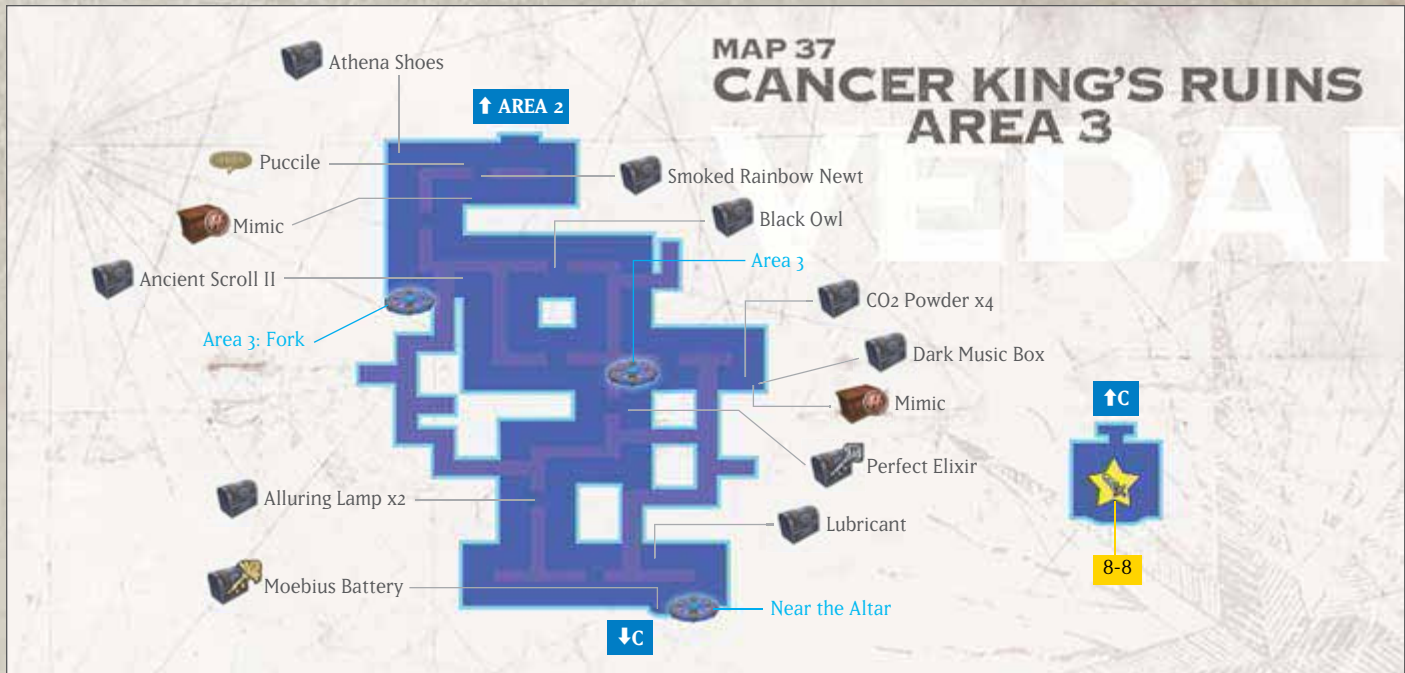 MAP 37
CANCER KING'S RUINS
AREA 3
VEDAN
Athena Shoes
⬆ AREA 2
Puccile
Smoked Rainbow Newt
Mimic
Black Owl
Ancient Scroll II
Area 3
CO2 Powder x4
Area 3: Fork
Dark Music Box
Mimic
⬆C
Perfect Elixir
Alluring Lamp x2
Lubricant
8-8
Moebius Battery
Near the Altar
⬇C